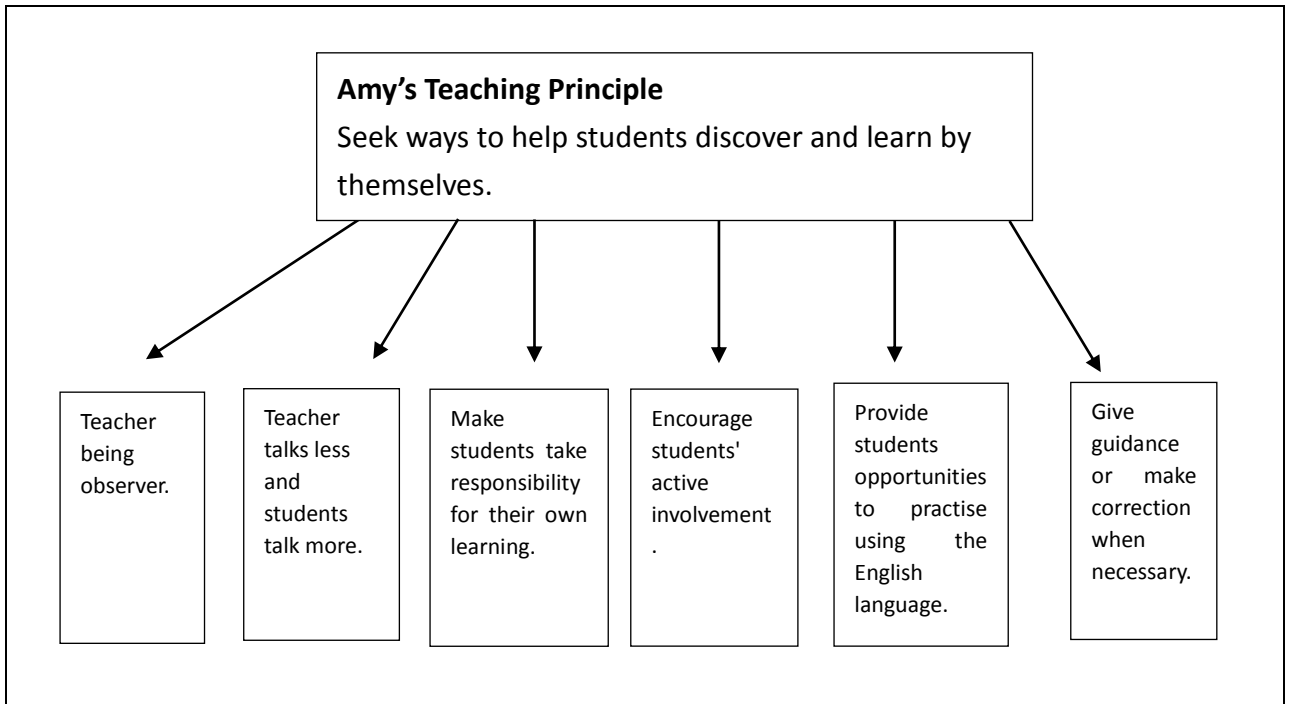 Amy’s Teaching Principle
Seek ways to help students discover and learn by
themselves.
Teacher
being
observer.
Teacher
talks less
and
students
talk more.
Make
students take
responsibility
for their own
learning.
Encourage
students'
active
involvement
.
Provide
students
opportunities
to practise
using the
English
language.
Give
guidance
or make
correction
when
necessary.